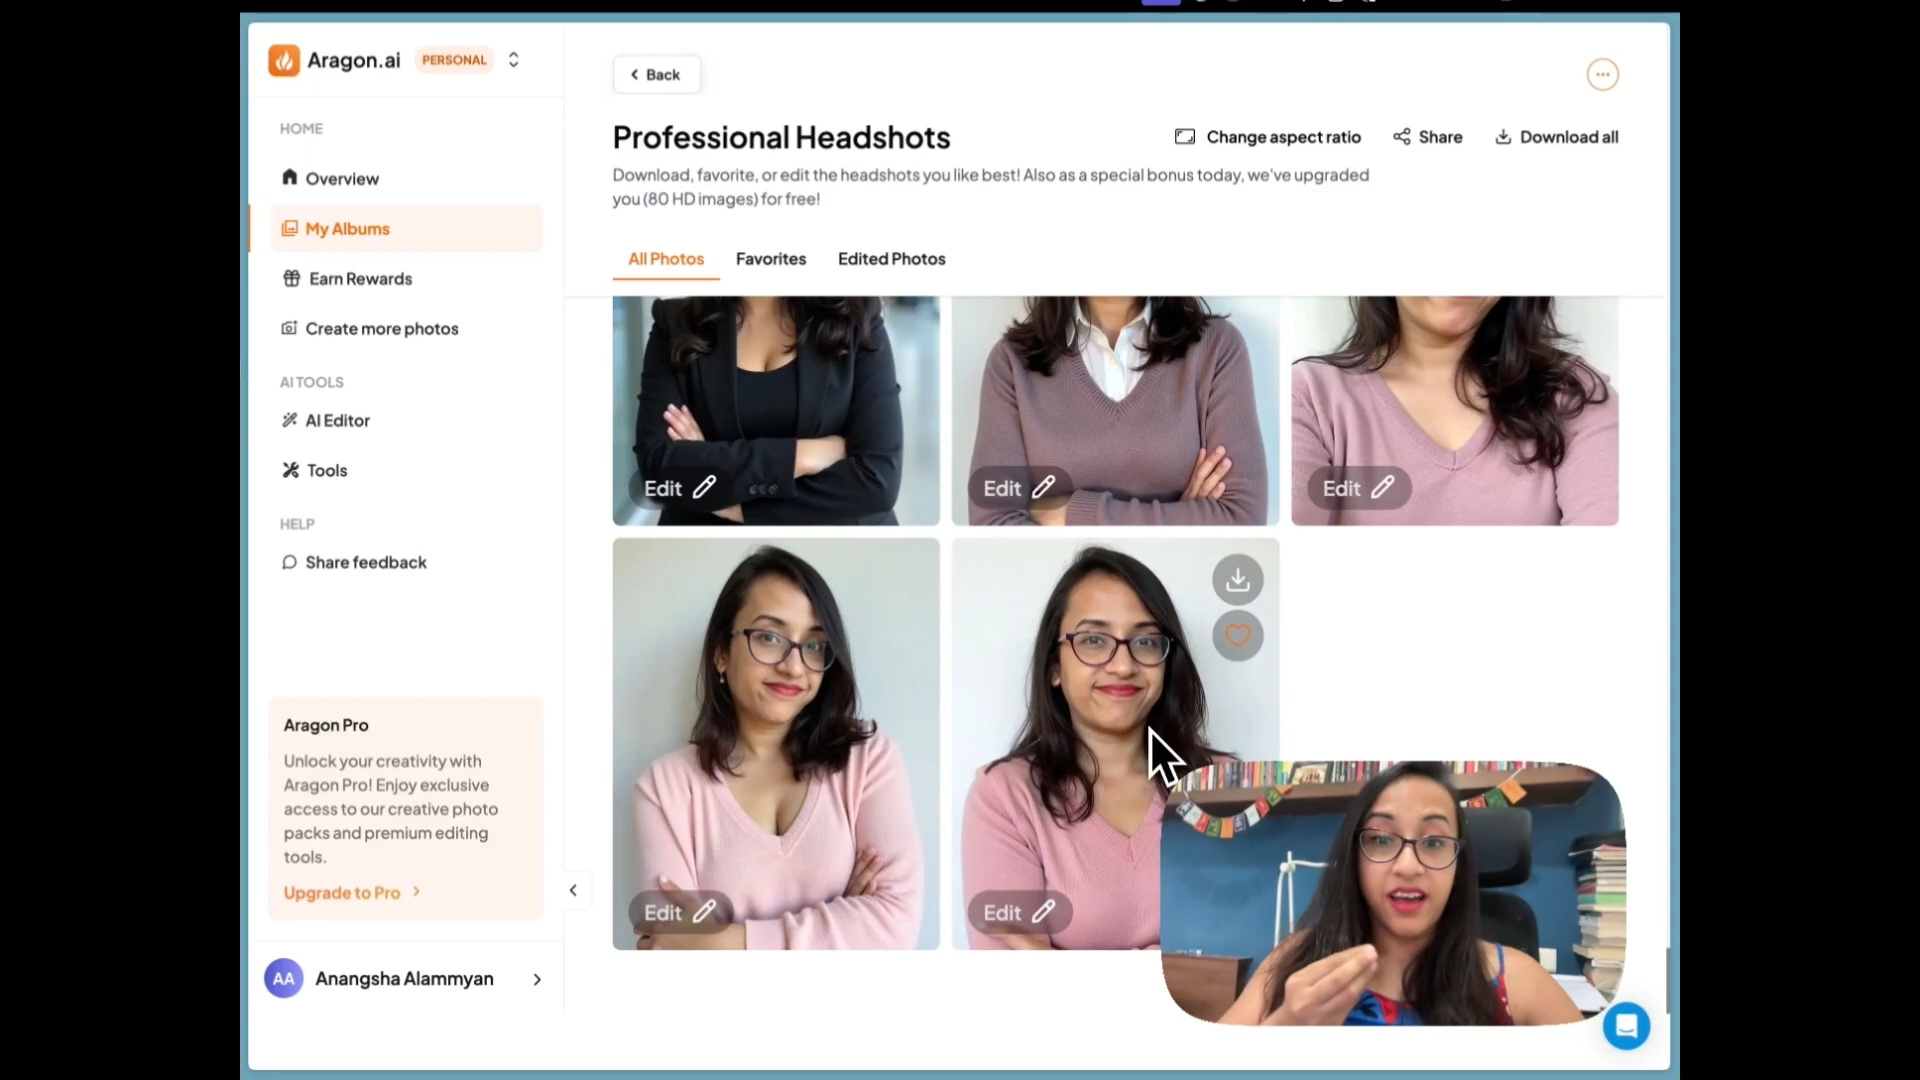 Aragon.ai PERSONAL
HOME
Overview
My Albums
Earn Rewards
Create more photos
AI TOOLS
AI Editor
Tools
HELP
Share feedback
Aragon Pro
Unlock your creativity with
Aragon Pro! Enjoy exclusive
access to our creative photo
packs and premium editing
tools.
Upgrade to Pro
AA Anangsha Alammyan
Back
Professional Headshots
Change aspect ratio Share Download all
Download, favorite, or edit the headshots you like best! Also as a special bonus today, we've upgraded
you (80 HD images) for free!
All Photos Favorites Edited Photos
Edit Edit Edit
Edit Edit